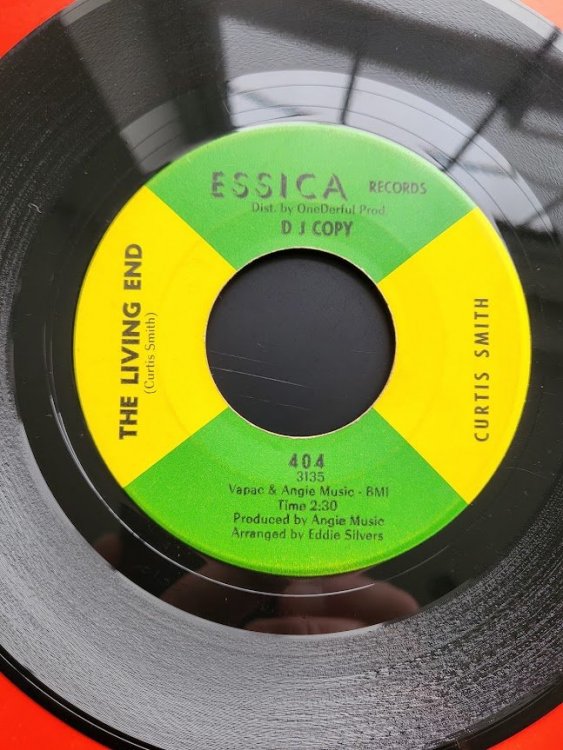 ESSICA RECORDS
Dist. by OneDerful Prod.
D J COPY
THE LIVING END
(Curtis Smith)
CURTIS SMITH
404
3135
Vapac & Angie Music - BMI
Time 2:30
Produced by Angie Music
Arranged by Eddie Silvers